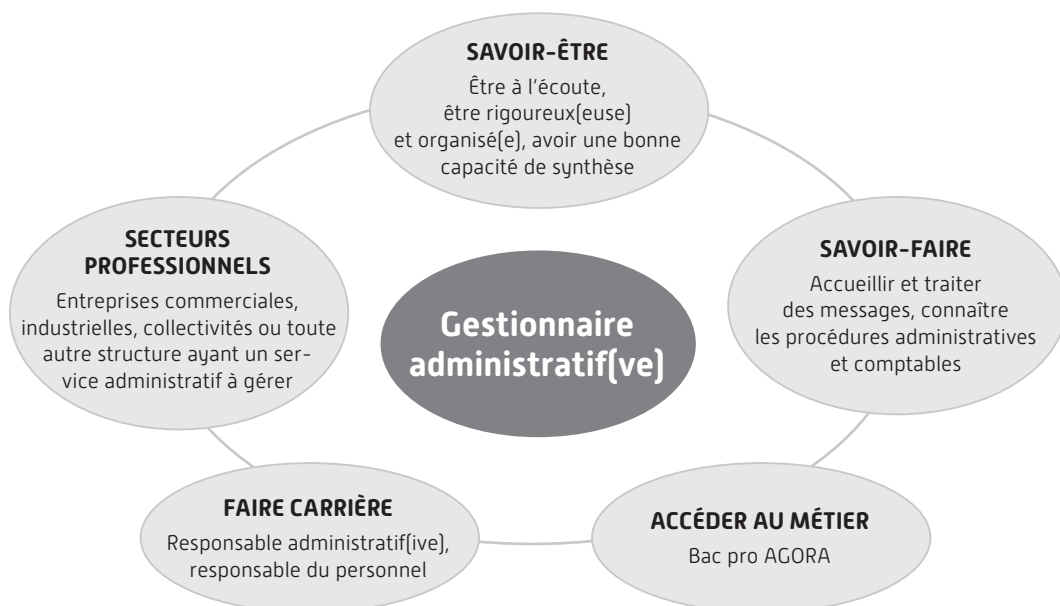 SAVOIR-ÊTRE
Être à l'écoute,
être rigoureux(euse)
et organisé(e), avoir une bonne
capacité de synthèse
SECTEURS
PROFESSIONNELS
Entreprises commerciales,
industrielles, collectivités ou toute
autre structure ayant un ser-
vice administratif à gérer
Gestionnaire
administratif(ve)
SAVOIR-FAIRE
Accueillir et traiter
des messages, connaître
les procédures administratives
et comptables
FAIRE CARRIÈRE
Responsable administratif(ive),
responsable du personnel
ACCÉDER AU MÉTIER
Bac pro AGORA